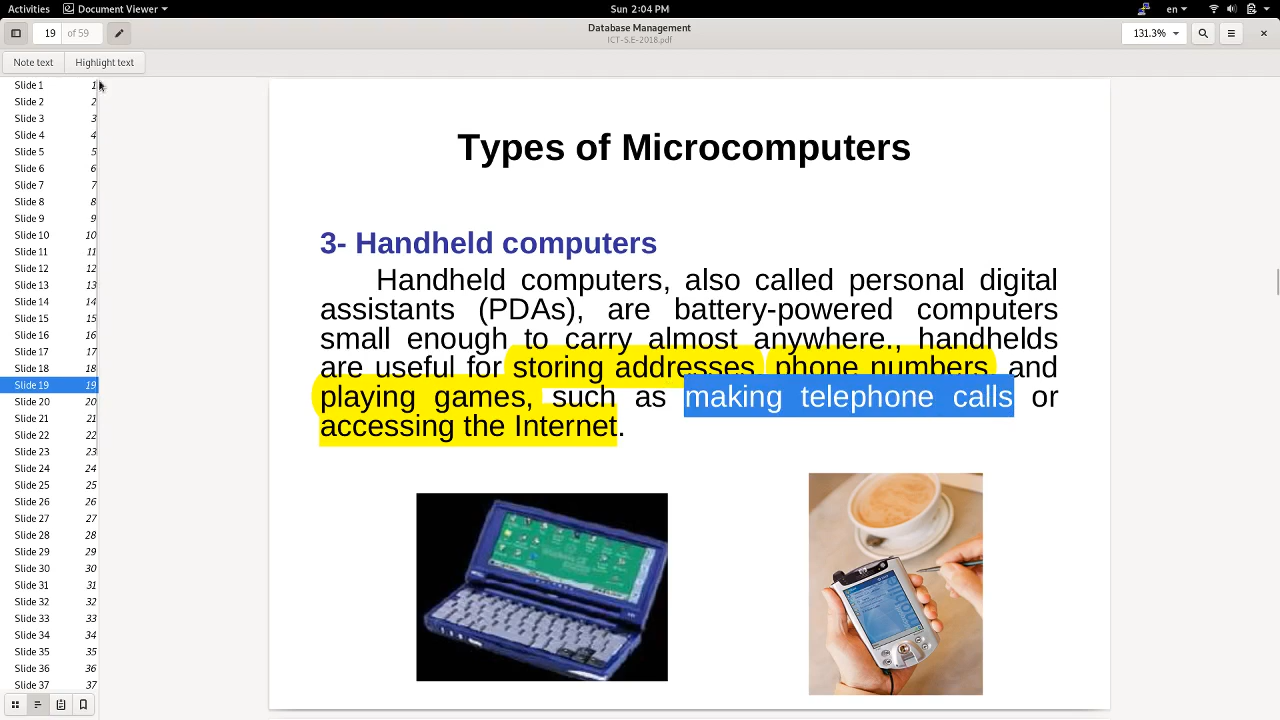 Activities Document Viewer Sun 2:04 PM en
19 of 59 Database Management 131.3%
ICT-S.E-2018.pdf
Note text Highlight text
Slide 1 1
Slide 2 2
Slide 3 3
Slide 4 4
Slide 5 5
Slide 6 6
Slide 7 7
Slide 8 8
Slide 9 9
Slide 10 10
Slide 11 11
Slide 12 12
Slide 13 13
Slide 14 14
Slide 15 15
Slide 16 16
Slide 17 17
Slide 18 18
Slide 19 19
Slide 20 20
Slide 21 21
Slide 22 22
Slide 23 23
Slide 24 24
Slide 25 25
Slide 26 26
Slide 27 27
Slide 28 28
Slide 29 29
Slide 30 30
Slide 31 31
Slide 32 32
Slide 33 33
Slide 34 34
Slide 35 35
Slide 36 36
Slide 37 37
Types of Microcomputers
3- Handheld computers
Handheld computers, also called personal digital
assistants (PDAs), are battery-powered computers
small enough to carry almost anywhere., handhelds
are useful for storing addresses phone numbers and
playing games, such as making telephone calls or
accessing the Internet.